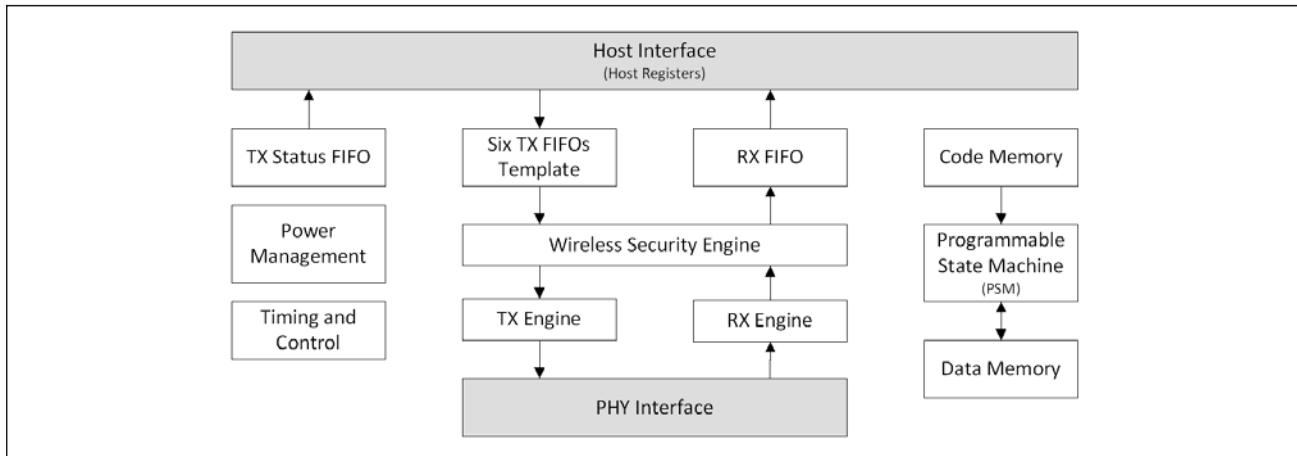 Host Interface
(Host Registers)
TX Status FIFO
Six TX FIFOs
Template
RX FIFO
Code Memory
Power
Management
Wireless Security Engine
Programmable
State Machine
(PSM)
Timing and
Control
TX Engine
RX Engine
Data Memory
PHY Interface